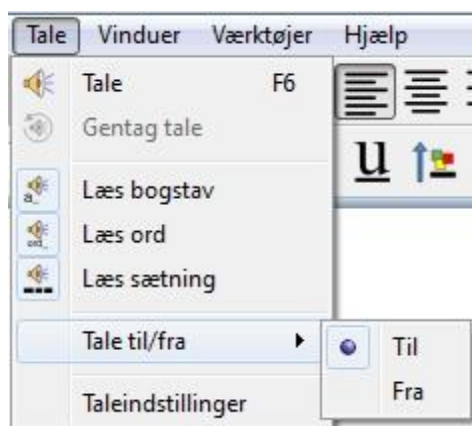 Tale Vinduer Værktøjer Hjælp
Tale F6
Gentag tale
u
Læs bogstav
Læs ord
Læs sætning
Tale til/fra
Til
Fra
Taleindstillinger